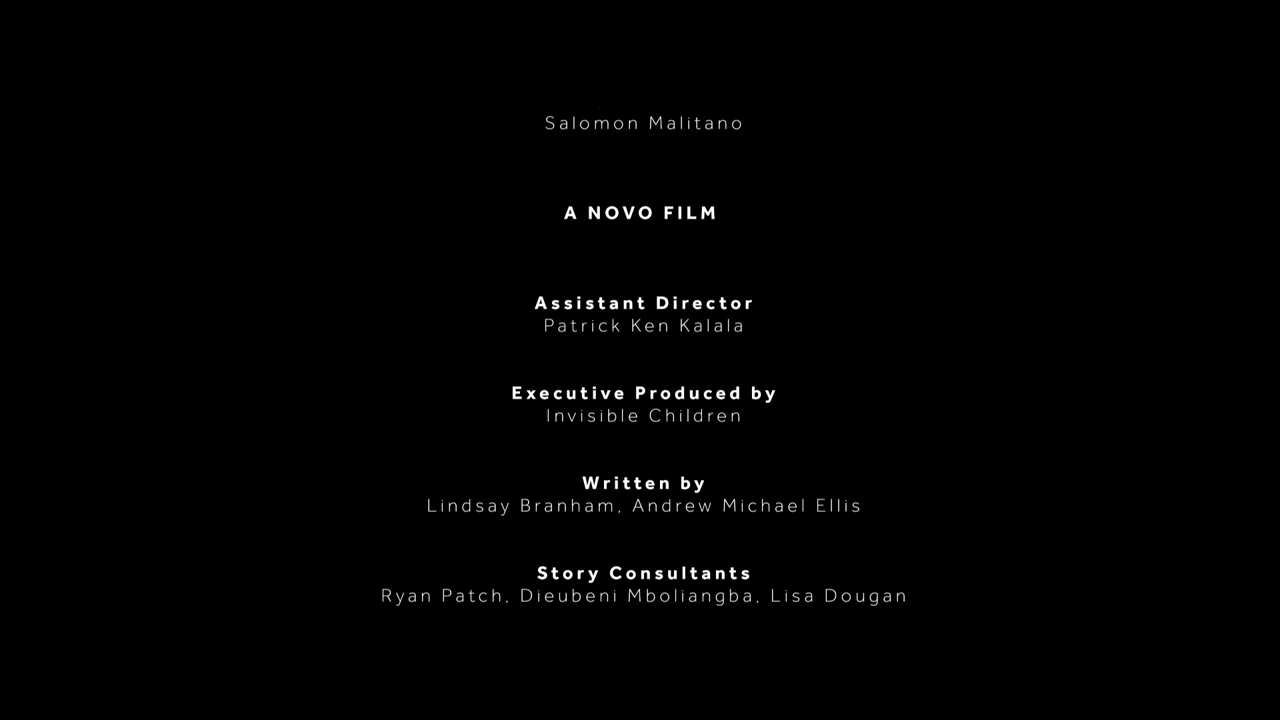 Salomon Malitano
A NOVO FILM
Assistant Director
Patrick Ken Kalala
Executive Produced by
Invisible Children
Written by
Lindsay Branham, Andrew Michael Ellis
Story Consultants
Ryan Patch, Dieubeni Mboliangba, Lisa Dougan